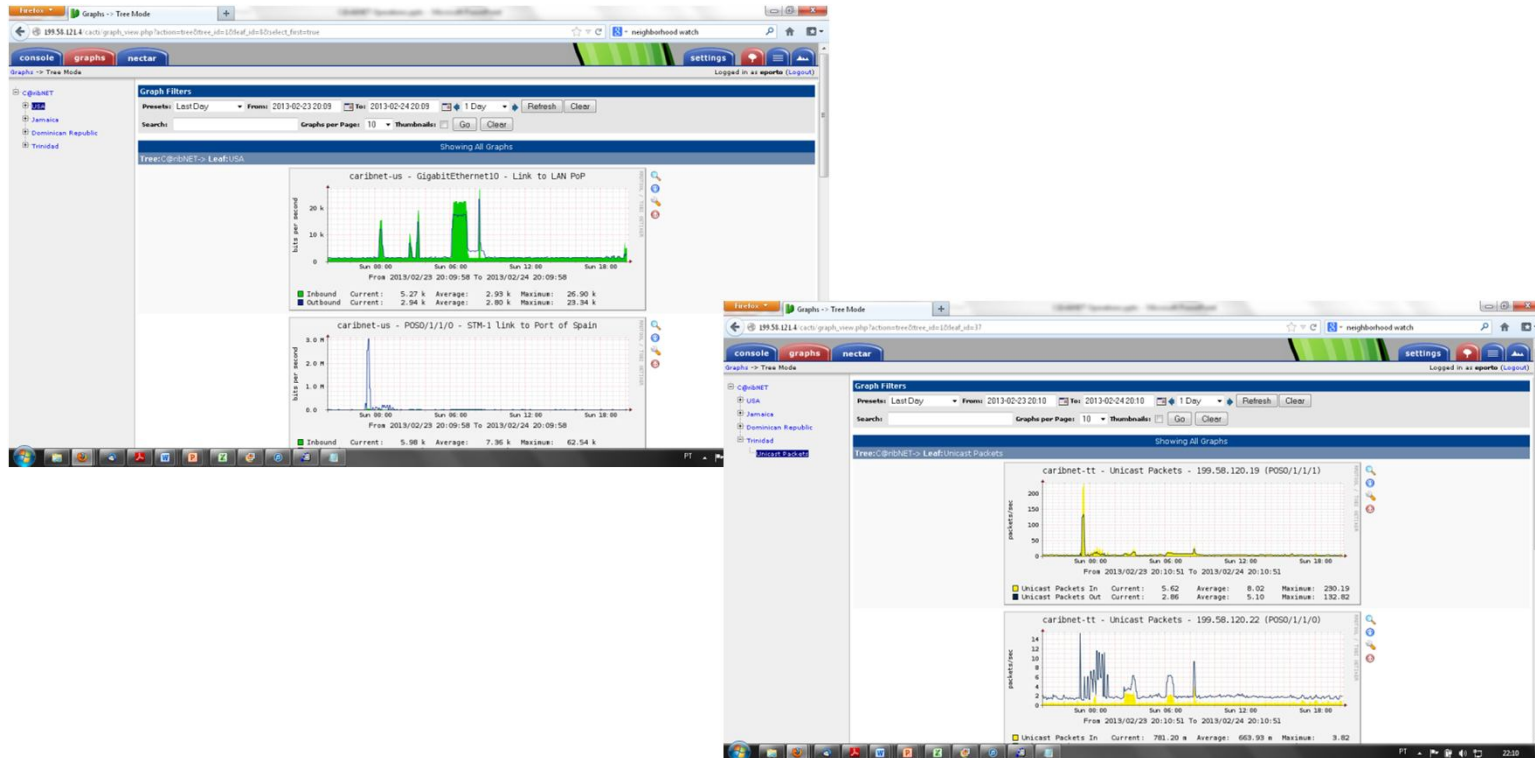 Firefox
Graphs -> Tree Mode
199.58.121.4/cacti/graph_view.php?action=tree&tree_id=1&leaf_id=8&select_first=true
neighborhood watch
console graphs nectar settings
Graphs -> Tree Mode
Logged in as eporto (Logout)
C@ribNET
USA
Jamaica
Dominican Republic
Trinidad
Graph Filters
Presets: Last Day From: 2013-02-23 20:09 To: 2013-02-24 20:09 1 Day Refresh Clear
Search: Graphs per Page: 10 Thumbnails: Go Clear
Showing All Graphs
Tree:C@ribNET-> Leaf:USA
caribnet-us - GigabitEthernet10 - Link to LAN PoP
bits per second
20 k
10 k
0
Sun 00:00 Sun 06:00 Sun 12:00 Sun 18:00
From 2013/02/23 20:09:58 To 2013/02/24 20:09:58
Inbound Current: 5.27 k Average: 2.93 k Maximum: 26.90 k
Outbound Current: 2.94 k Average: 2.80 k Maximum: 23.34 k
caribnet-us - POS0/1/1/0 - STM-1 link to Port of Spain
bits per second
3.0 M
2.0 M
1.0 M
0.0
Sun 00:00 Sun 06:00 Sun 12:00 Sun 18:00
From 2013/02/23 20:09:58 To 2013/02/24 20:09:58
Inbound Current: 5.98 k Average: 7.36 k Maximum: 62.54 k
PT
Firefox
Graphs -> Tree Mode
199.58.121.4/cacti/graph_view.php?action=tree&tree_id=1&leaf_id=37
neighborhood watch
console graphs nectar settings
Graphs -> Tree Mode
Logged in as eporto (Logout)
C@ribNET
USA
Jamaica
Dominican Republic
Trinidad
Unicast Packets
Graph Filters
Presets: Last Day From: 2013-02-23 20:10 To: 2013-02-24 20:10 1 Day Refresh Clear
Search: Graphs per Page: 10 Thumbnails: Go Clear
Showing All Graphs
Tree:C@ribNET-> Leaf:Unicast Packets
caribnet-tt - Unicast Packets - 199.58.120.19 (POS0/1/1/1)
packets/sec
200
150
100
50
0
Sun 00:00 Sun 06:00 Sun 12:00 Sun 18:00
From 2013/02/23 20:10:51 To 2013/02/24 20:10:51
Unicast Packets In Current: 5.62 Average: 8.02 Maximum: 230.19
Unicast Packets Out Current: 2.86 Average: 5.10 Maximum: 132.82
caribnet-tt - Unicast Packets - 199.58.120.22 (POS0/1/1/0)
packets/sec
14
12
10
8
6
4
2
0
Sun 00:00 Sun 06:00 Sun 12:00 Sun 18:00
From 2013/02/23 20:10:51 To 2013/02/24 20:10:51
Unicast Packets In Current: 781.20 m Average: 663.93 m Maximum: 3.82
PT
22:10